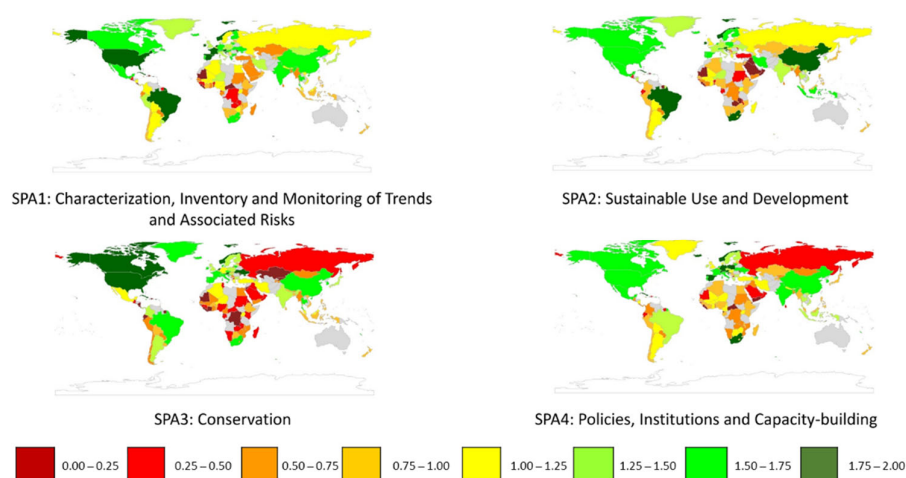 SPA1: Characterization, Inventory and Monitoring of Trends
and Associated Risks
SPA2: Sustainable Use and Development
SPA3: Conservation
SPA4: Policies, Institutions and Capacity-building
0.00 – 0.25
0.25 – 0.50
0.50 – 0.75
0.75 – 1.00
1.00 – 1.25
1.25 – 1.50
1.50 – 1.75
1.75 – 2.00